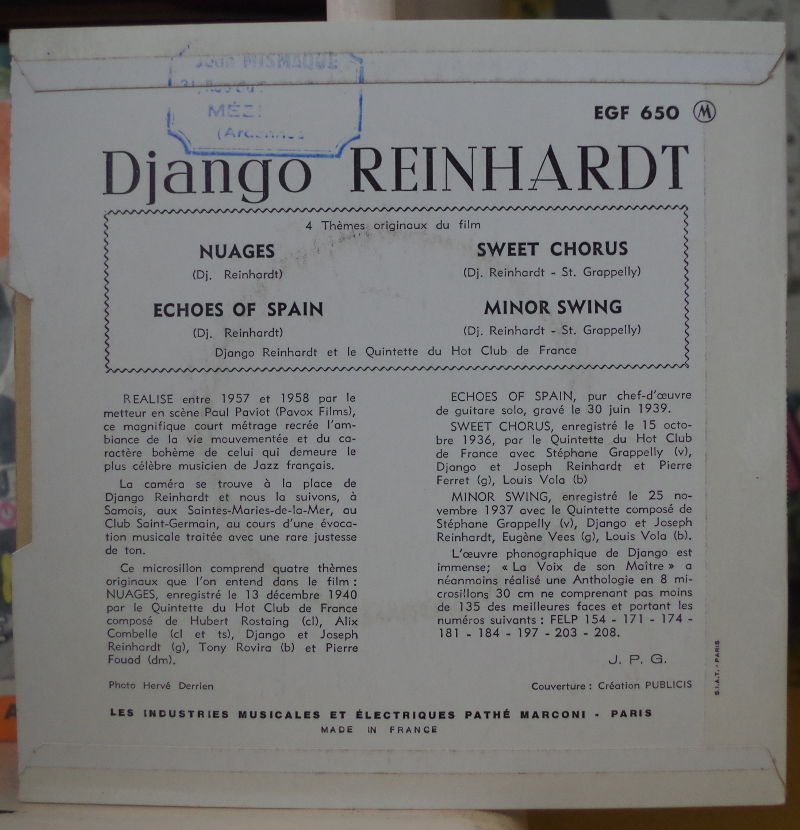 MISMAQUE
MÉZ
EGF 650 M
Django REINHARDT
4 Thèmes originaux du film
NUAGES
(Dj. Reinhardt)
SWEET CHORUS
(Dj. Reinhardt - St. Grappelly)
ECHOES OF SPAIN
(Dj. Reinhardt)
MINOR SWING
(Dj. Reinhardt - St. Grappelly)
Django Reinhardt et le Quintette du Hot Club de France
REALISE entre 1957 et 1958 par le
metteur en scène Paul Paviot (Pavox Films),
ce magnifique court métrage recrée l'am-
biance de la vie mouvementée et du ca-
ractère bohème de celui qui demeure le
plus célèbre musicien de Jazz français.
La caméra se trouve à la place de
Django Reinhardt et nous la suivons, à
Samois, aux Saintes-Maries-de-la-Mer, au
Club Saint-Germain, au cours d'une évoca-
tion musicale traitée avec une rare justesse
de ton.
Ce microsillon comprend quatre thèmes
originaux que l'on entend dans le film :
NUAGES, enregistré le 13 décembre 1940
par le Quintette du Hot Club de France
composé de Hubert Rostaing (cl), Alix
Combelle (cl et ts), Django et Joseph
Reinhardt (g), Tony Rovira (b) et Pierre
Fouad (dm).
ECHOES OF SPAIN, pur chef-d'œuvre
de guitare solo, gravé le 30 juin 1939.
SWEET CHORUS, enregistré le 15 octo-
bre 1936, par le Quintette du Hot Club
de France avec Stéphane Grappelly (v),
Django et Joseph Reinhardt et Pierre
Ferret (g), Louis Vola (b)
MINOR SWING, enregistré le 25 no-
vembre 1937 avec le Quintette composé de
Stéphane Grappelly (v), Django et Joseph
Reinhardt, Eugène Vees (g), Louis Vola (b).
L'œuvre phonographique de Django est
immense; « La Voix de son Maître » a
néanmoins réalisé une Anthologie en 8 mi-
crosillons 30 cm ne comprenant pas moins
de 135 des meilleures faces et portant les
numéros suivants : FELP 154 - 171 - 174 -
181 - 184 - 197 - 203 - 208.
J. P. G.
Photo Hervé Derrien
Couverture : Création PUBLICIS
S.I.A.T. - PARIS
LES INDUSTRIES MUSICALES ET ÉLECTRIQUES PATHÉ MARCONI - PARIS
MADE IN FRANCE